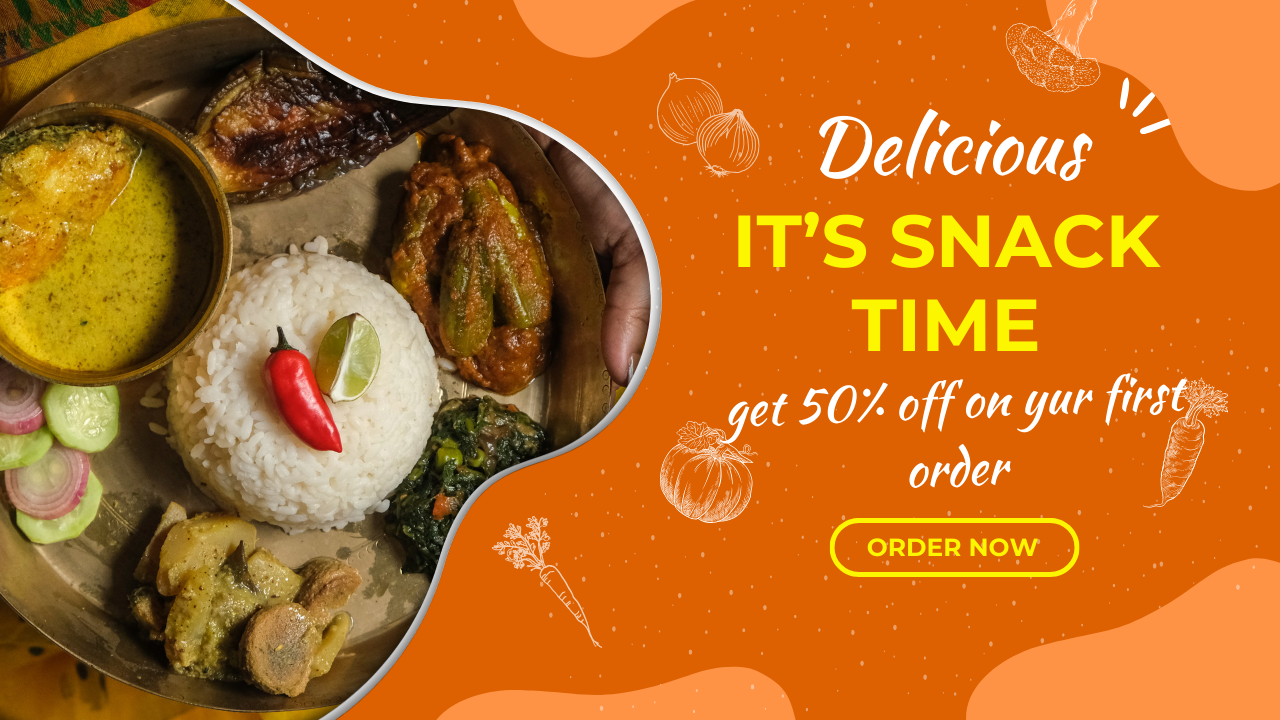 Delicious
IT’S SNACK
TIME
get 50% off on yur first
order
ORDER NOW